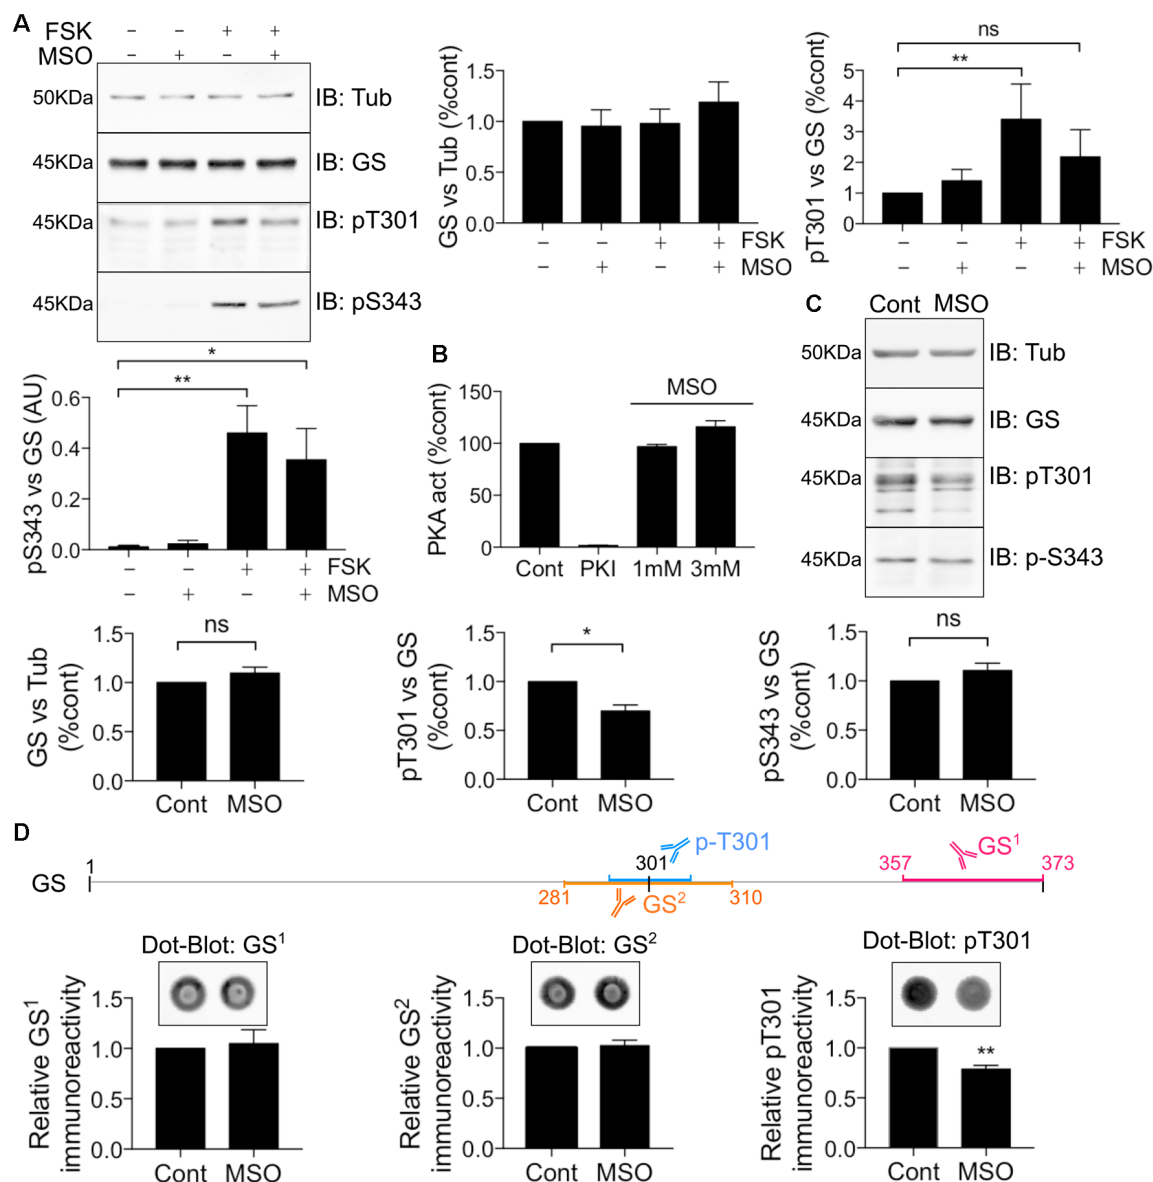 A
FSK − − + +
MSO − + − +
50KDa IB: Tub
45KDa IB: GS
45KDa IB: pT301
45KDa IB: pS343
GS vs Tub (%cont)
1.5
1.0
0.5
0.0
− − + + FSK
− + − + MSO
pT301 vs GS (%cont)
ns
**
5
4
3
2
1
0
− − + + FSK
− + − + MSO
pS343 vs GS (AU)
*
**
0.6
0.4
0.2
0.0
− − + + FSK
− + − + MSO
B
PKA act (%cont)
MSO
150
100
50
0
Cont PKI 1mM 3mM
C
Cont MSO
50KDa IB: Tub
45KDa IB: GS
45KDa IB: pT301
45KDa IB: p-S343
GS vs Tub
(%cont)
ns
1.5
1.0
0.5
0.0
Cont MSO
pT301 vs GS
(%cont)
*
1.5
1.0
0.5
0.0
Cont MSO
pS343 vs GS
(%cont)
ns
1.5
1.0
0.5
0.0
Cont MSO
D
GS
1
301
p-T301
281
GS²
310
357
GS¹
373
Dot-Blot: GS¹
Relative GS¹
immunoreactivity
1.5
1.0
0.5
0.0
Cont MSO
Dot-Blot: GS²
Relative GS²
immunoreactivity
1.5
1.0
0.5
0.0
Cont MSO
Dot-Blot: pT301
Relative pT301
immunoreactivity
1.5
1.0
0.5
0.0
**
Cont MSO